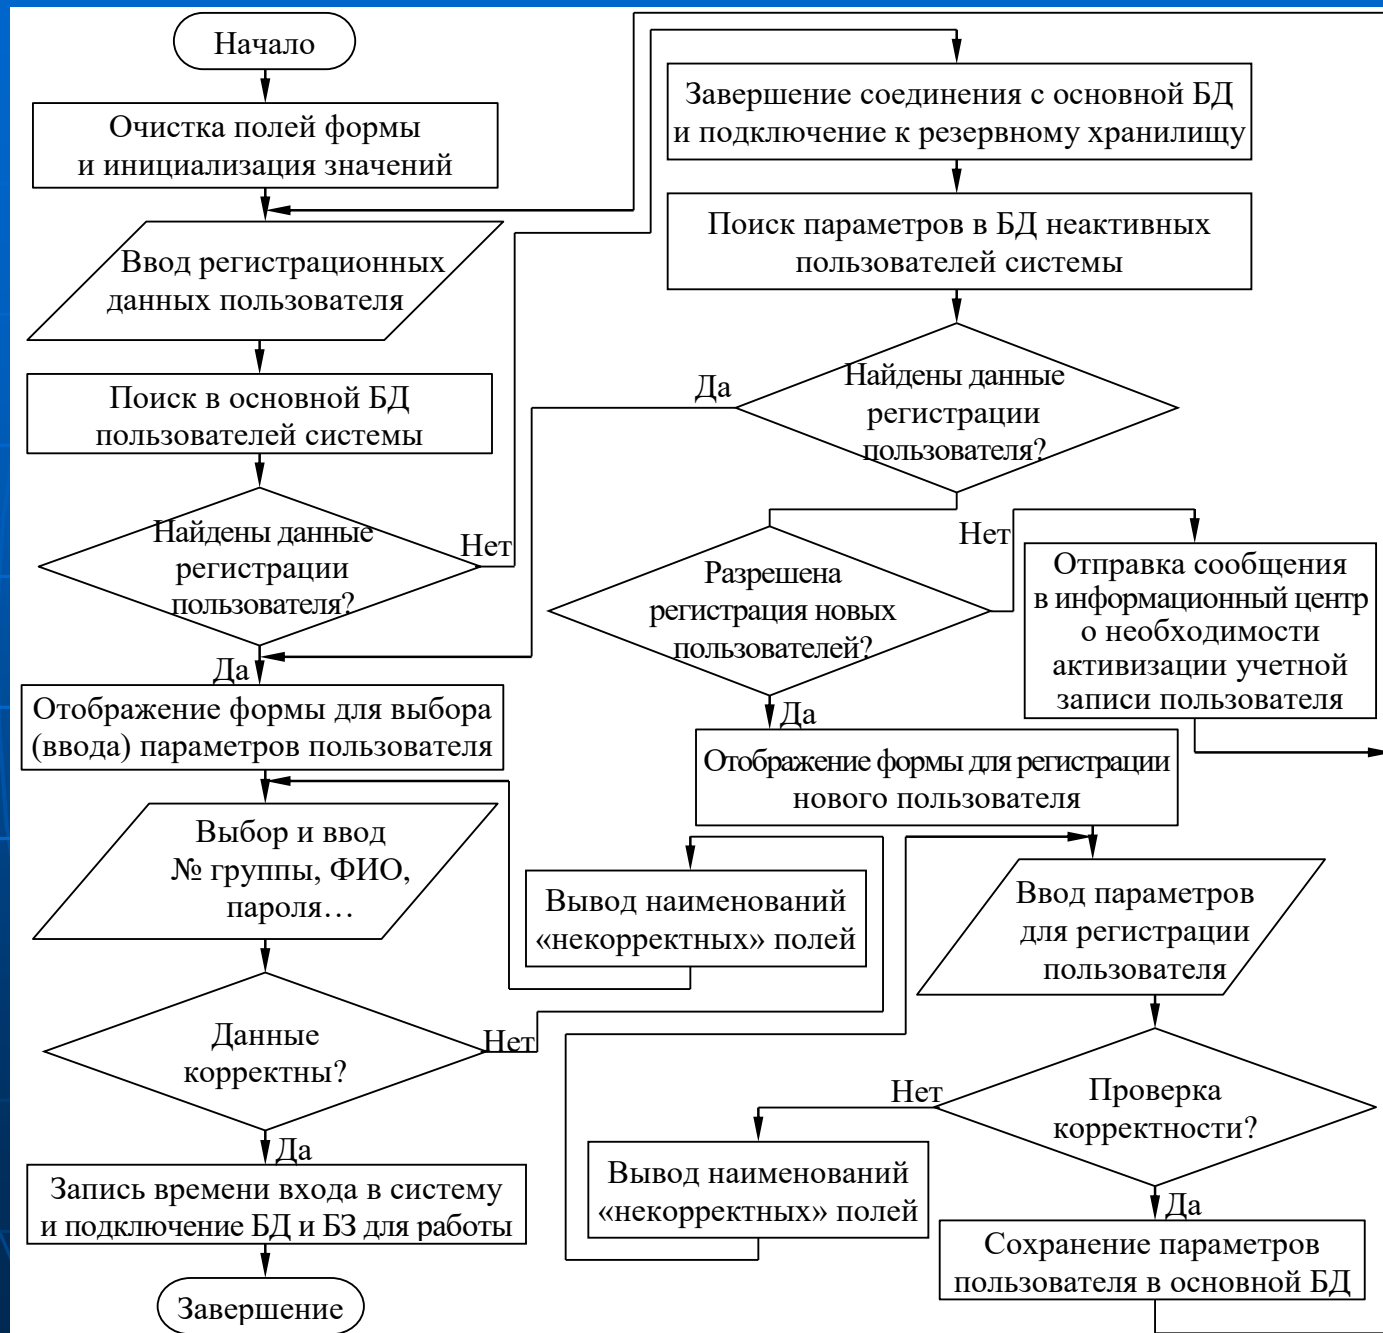 Начало
Очистка полей формы
и инициализация значений
Ввод регистрационных
данных пользователя
Поиск в основной БД
пользователей системы
Найдены данные
регистрации
пользователя?
Нет
Да
Отображение формы для выбора
(ввода) параметров пользователя
Выбор и ввод
№ группы, ФИО,
пароля…
Данные
корректны?
Нет
Да
Запись времени входа в систему
и подключение БД и БЗ для работы
Завершение
Завершение соединения с основной БД
и подключение к резервному хранилищу
Поиск параметров в БД неактивных
пользователей системы
Найдены данные
регистрации
пользователя?
Да
Разрешена
регистрация новых
пользователей?
Нет
Да
Отправка сообщения
в информационный центр
о необходимости
активизации учетной
записи пользователя
Отображение формы для регистрации
нового пользователя
Вывод наименований
«некорректных» полей
Ввод параметров
для регистрации
пользователя
Проверка
корректности?
Нет
Да
Вывод наименований
«некорректных» полей
Сохранение параметров
пользователя в основной БД